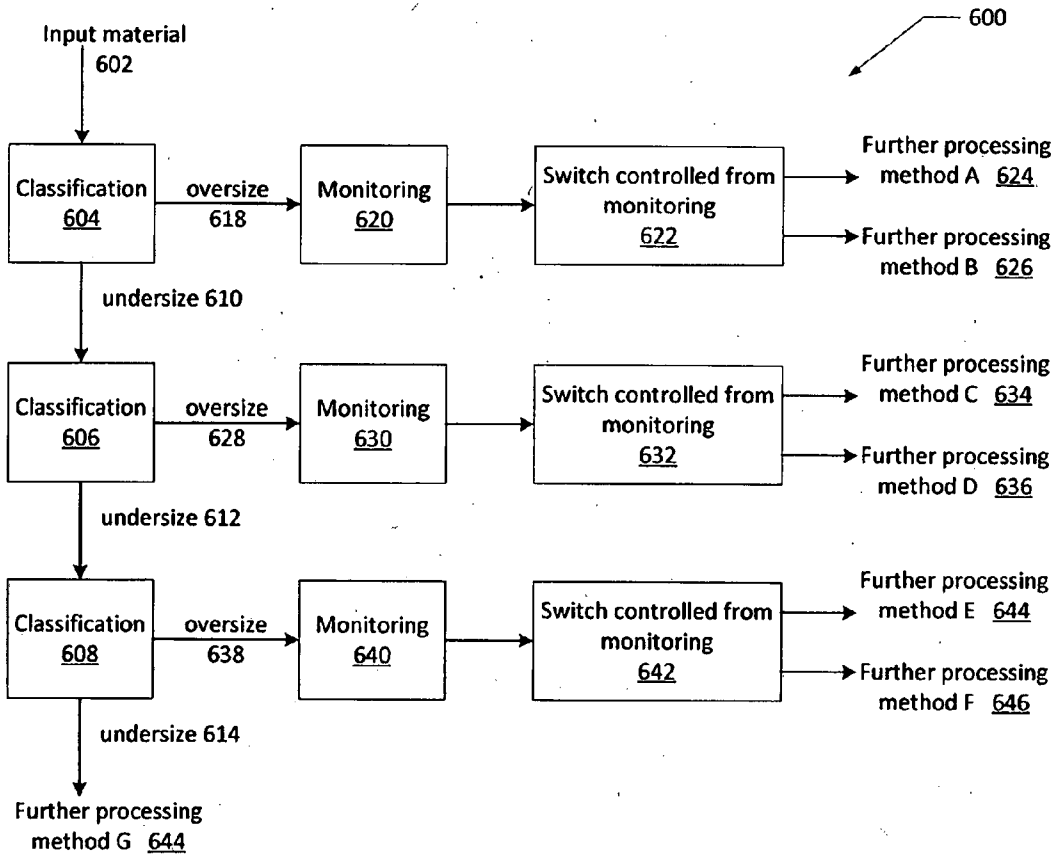 600
Input material
602
Classification
604
oversize
618
Monitoring
620
Switch controlled from
monitoring
622
Further processing
method A 624
Further processing
method B 626
undersize 610
Classification
606
oversize
628
Monitoring
630
Switch controlled from
monitoring
632
Further processing
method C 634
Further processing
method D 636
undersize 612
Classification
608
oversize
638
Monitoring
640
Switch controlled from
monitoring
642
Further processing
method E 644
Further processing
method F 646
undersize 614
Further processing
method G 644